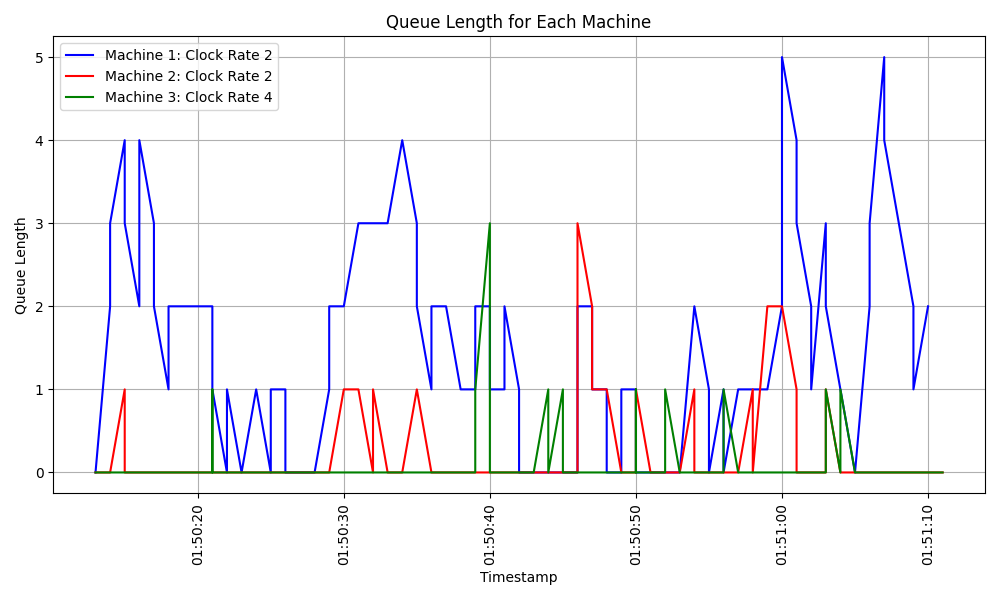 Queue Length for Each Machine
Machine 1: Clock Rate 2
Machine 2: Clock Rate 2
Machine 3: Clock Rate 4
Queue Length
5
4
3
2
1
0
01:50:20
01:50:30
01:50:40
01:50:50
01:51:00
01:51:10
Timestamp